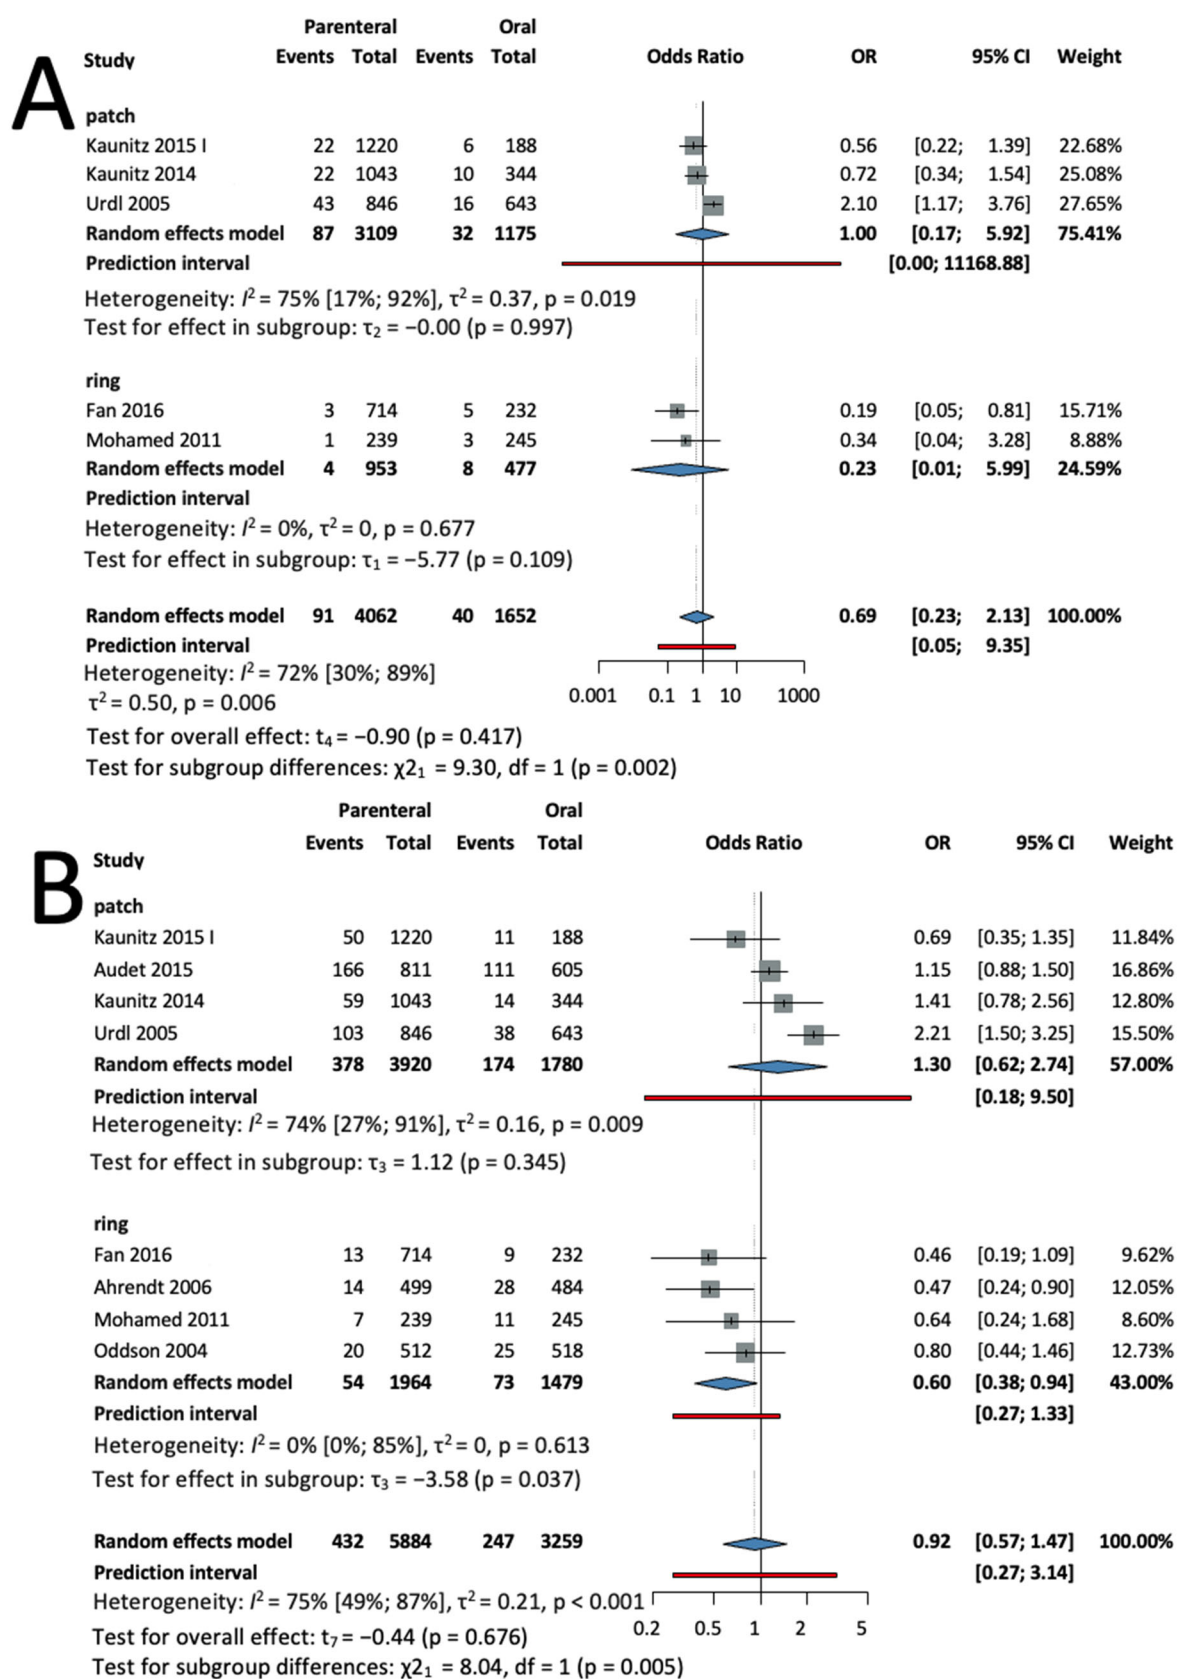 A
Parenteral Oral
Study Events Total Events Total Odds Ratio OR 95% CI Weight
patch
Kaunitz 2015 I 22 1220 6 188 0.56 [0.22; 1.39] 22.68%
Kaunitz 2014 22 1043 10 344 0.72 [0.34; 1.54] 25.08%
Urdl 2005 43 846 16 643 2.10 [1.17; 3.76] 27.65%
Random effects model 87 3109 32 1175 1.00 [0.17; 5.92] 75.41%
Prediction interval [0.00; 11168.88]
Heterogeneity: I² = 75% [17%; 92%], τ² = 0.37, p = 0.019
Test for effect in subgroup: τ₂ = −0.00 (p = 0.997)
ring
Fan 2016 3 714 5 232 0.19 [0.05; 0.81] 15.71%
Mohamed 2011 1 239 3 245 0.34 [0.04; 3.28] 8.88%
Random effects model 4 953 8 477 0.23 [0.01; 5.99] 24.59%
Prediction interval
Heterogeneity: I² = 0%, τ² = 0, p = 0.677
Test for effect in subgroup: τ₁ = −5.77 (p = 0.109)
Random effects model 91 4062 40 1652 0.69 [0.23; 2.13] 100.00%
Prediction interval [0.05; 9.35]
Heterogeneity: I² = 72% [30%; 89%]
τ² = 0.50, p = 0.006
0.001 0.1 1 10 1000
Test for overall effect: t₄ = −0.90 (p = 0.417)
Test for subgroup differences: χ2₁ = 9.30, df = 1 (p = 0.002)
B
Parenteral Oral
Study Events Total Events Total Odds Ratio OR 95% CI Weight
patch
Kaunitz 2015 I 50 1220 11 188 0.69 [0.35; 1.35] 11.84%
Audet 2015 166 811 111 605 1.15 [0.88; 1.50] 16.86%
Kaunitz 2014 59 1043 14 344 1.41 [0.78; 2.56] 12.80%
Urdl 2005 103 846 38 643 2.21 [1.50; 3.25] 15.50%
Random effects model 378 3920 174 1780 1.30 [0.62; 2.74] 57.00%
Prediction interval [0.18; 9.50]
Heterogeneity: I² = 74% [27%; 91%], τ² = 0.16, p = 0.009
Test for effect in subgroup: τ₃ = 1.12 (p = 0.345)
ring
Fan 2016 13 714 9 232 0.46 [0.19; 1.09] 9.62%
Ahrendt 2006 14 499 28 484 0.47 [0.24; 0.90] 12.05%
Mohamed 2011 7 239 11 245 0.64 [0.24; 1.68] 8.60%
Oddson 2004 20 512 25 518 0.80 [0.44; 1.46] 12.73%
Random effects model 54 1964 73 1479 0.60 [0.38; 0.94] 43.00%
Prediction interval [0.27; 1.33]
Heterogeneity: I² = 0% [0%; 85%], τ² = 0, p = 0.613
Test for effect in subgroup: τ₃ = −3.58 (p = 0.037)
Random effects model 432 5884 247 3259 0.92 [0.57; 1.47] 100.00%
Prediction interval [0.27; 3.14]
Heterogeneity: I² = 75% [49%; 87%], τ² = 0.21, p < 0.001
0.2 0.5 1 2 5
Test for overall effect: t₇ = −0.44 (p = 0.676)
Test for subgroup differences: χ2₁ = 8.04, df = 1 (p = 0.005)